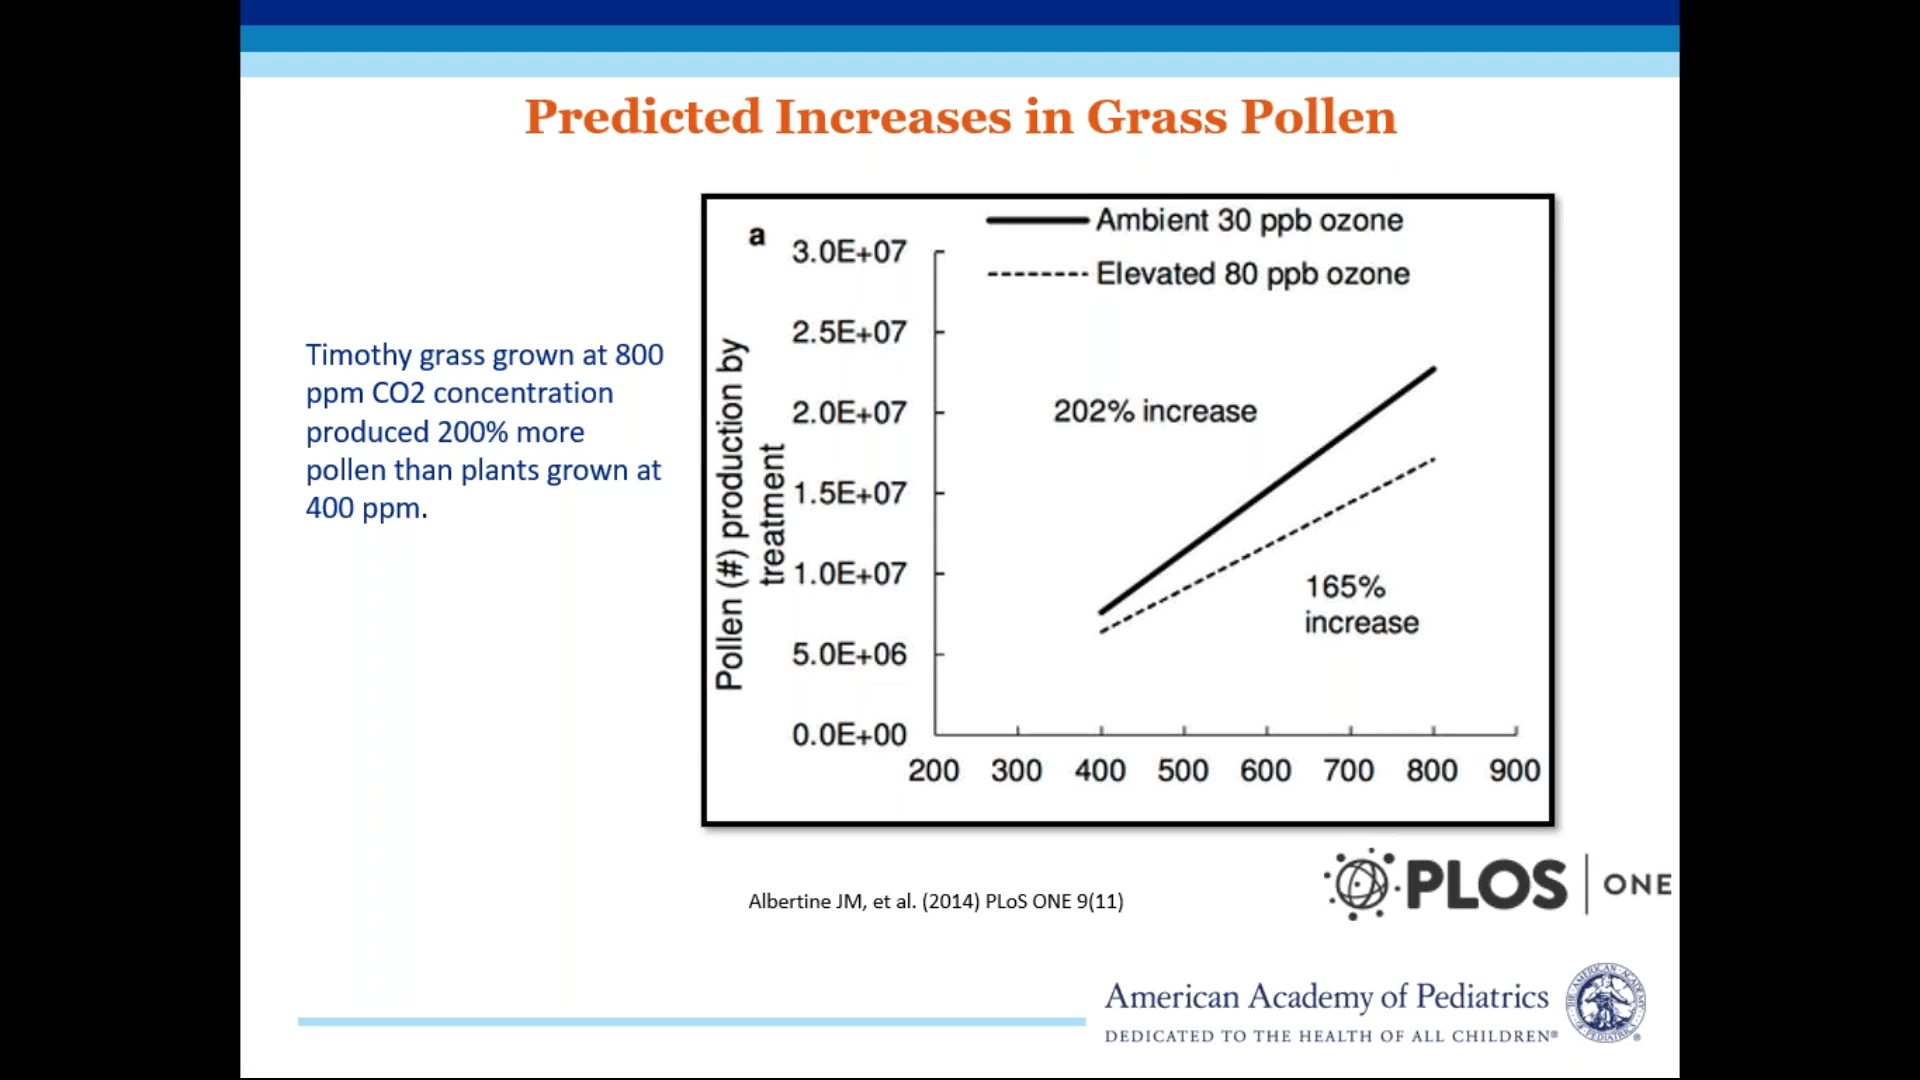 Predicted Increases in Grass Pollen
Timothy grass grown at 800
ppm CO2 concentration
produced 200% more
pollen than plants grown at
400 ppm.
a
Ambient 30 ppb ozone
Elevated 80 ppb ozone
3.0E+07
2.5E+07
2.0E+07
1.5E+07
1.0E+07
5.0E+06
0.0E+00
Pollen (#) production by
treatment
202% increase
165%
increase
200 300 400 500 600 700 800 900
Albertine JM, et al. (2014) PLoS ONE 9(11)
PLOS | ONE
American Academy of Pediatrics
DEDICATED TO THE HEALTH OF ALL CHILDREN®